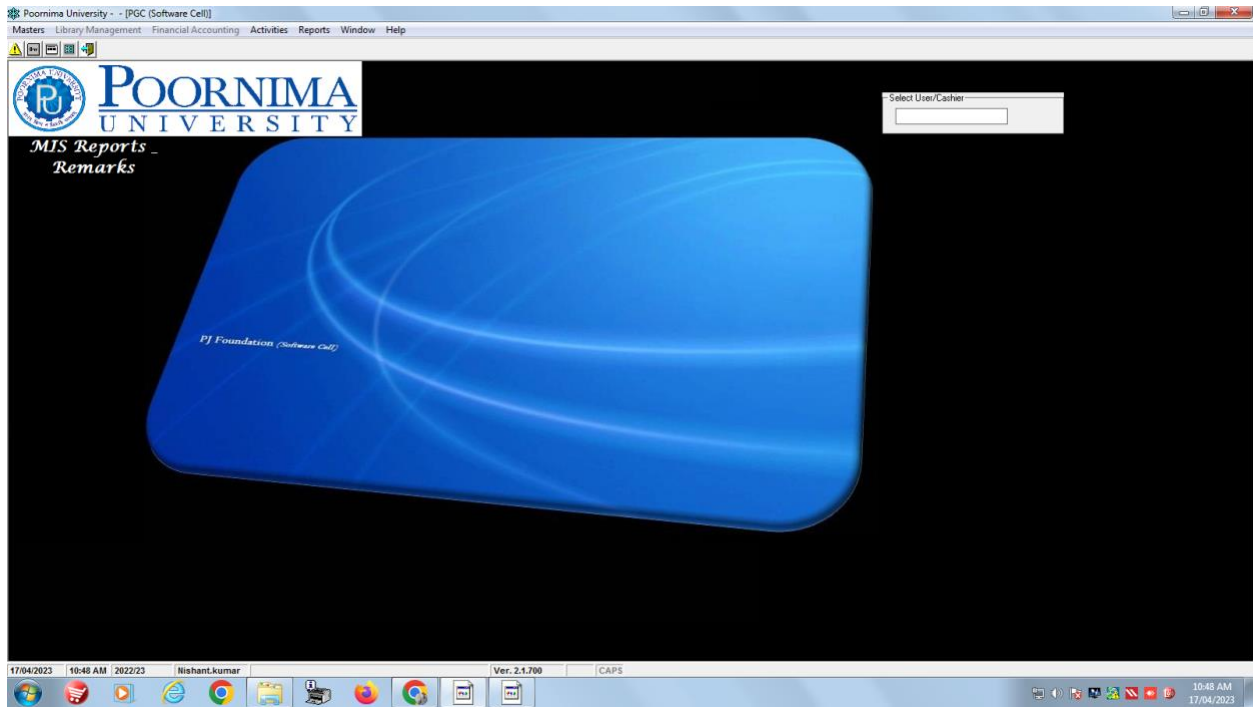 Poornima University - - [PGC (Software Cell)]
Masters Library Management Financial Accounting Activities Reports Window Help
POORNIMA
UNIVERSITY
Select User/Cashier
MIS Reports _
Remarks
PJ Foundation (Software Cell)
17/04/2023 10:48 AM 2022/23 Nishant.kumar Ver. 2.1.700 CAPS
10:48 AM
17/04/2023